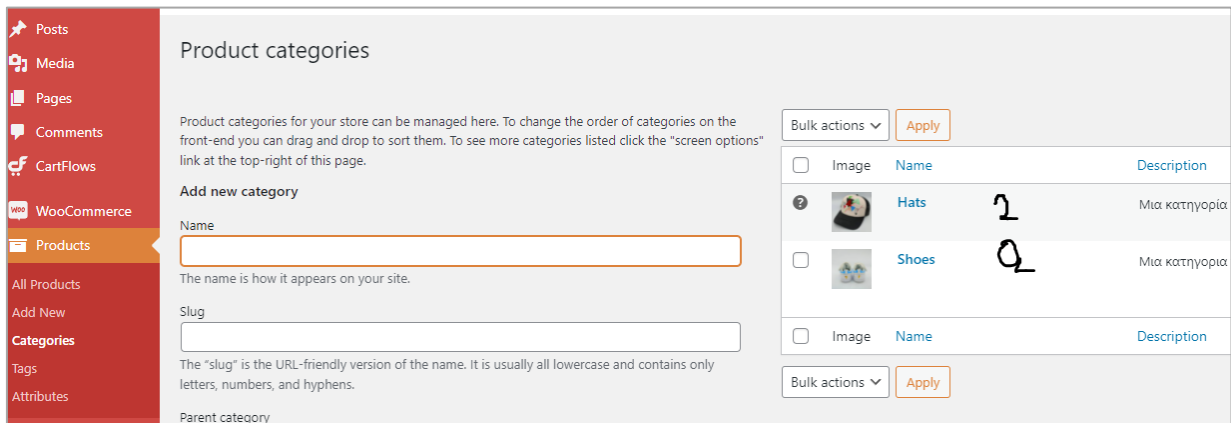 Posts
Media
Pages
Comments
CartFlows
WooCommerce
Products
All Products
Add New
Categories
Tags
Attributes
Product categories
Product categories for your store can be managed here. To change the order of categories on the
front-end you can drag and drop to sort them. To see more categories listed click the "screen options"
link at the top-right of this page.
Add new category
Name
The name is how it appears on your site.
Slug
The “slug” is the URL-friendly version of the name. It is usually all lowercase and contains only
letters, numbers, and hyphens.
Parent category
Bulk actions Apply
Image Name Description
Hats Μια κατηγορία
Shoes Μια κατηγορια
Image Name Description
Bulk actions Apply